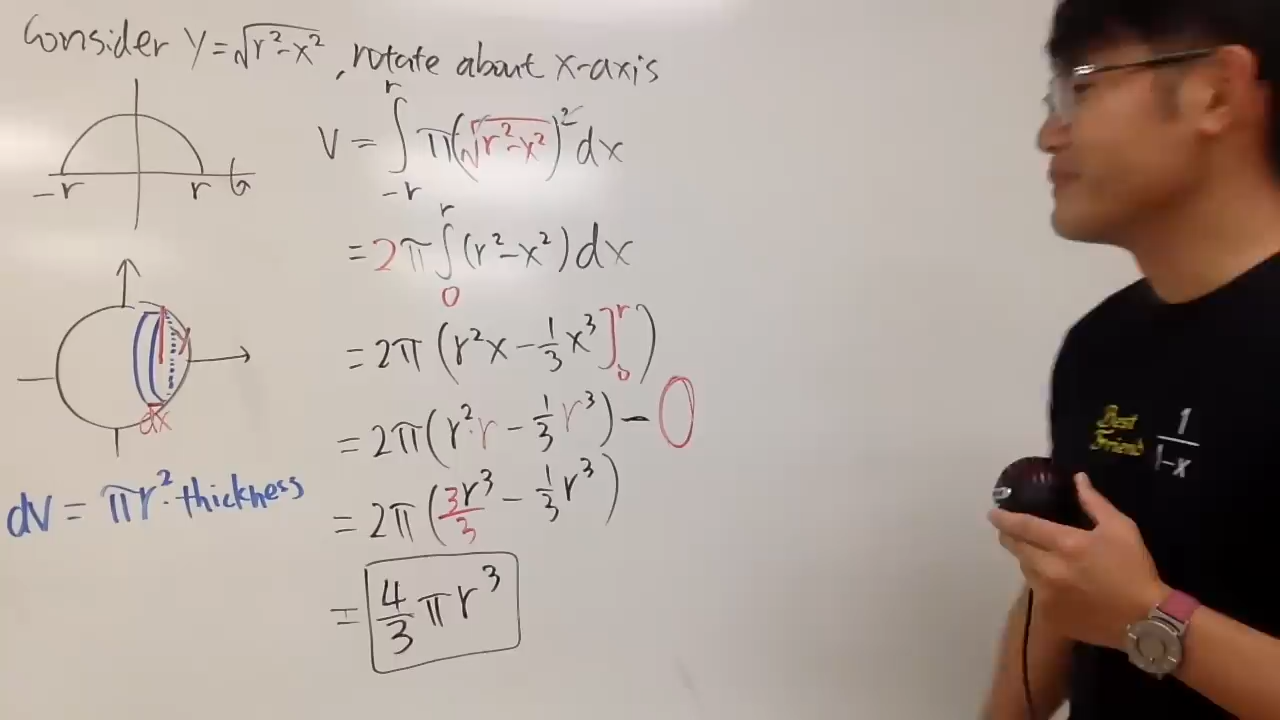 Consider y=√(r²-x²), rotate about x-axis
-r r
V = ∫_{-r}^{r} π(√(r²-x²))² dx
= 2π ∫_{0}^{r} (r²-x²) dx
= 2π (r²x - 1/3 x³]_{0}^{r})
y
dx
= 2π(r²·r - 1/3 r³) - 0
dV = πr²·thickness
= 2π (3r³/3 - 1/3 r³)
= 4/3 πr³
Best
Friend
1/(1-x)